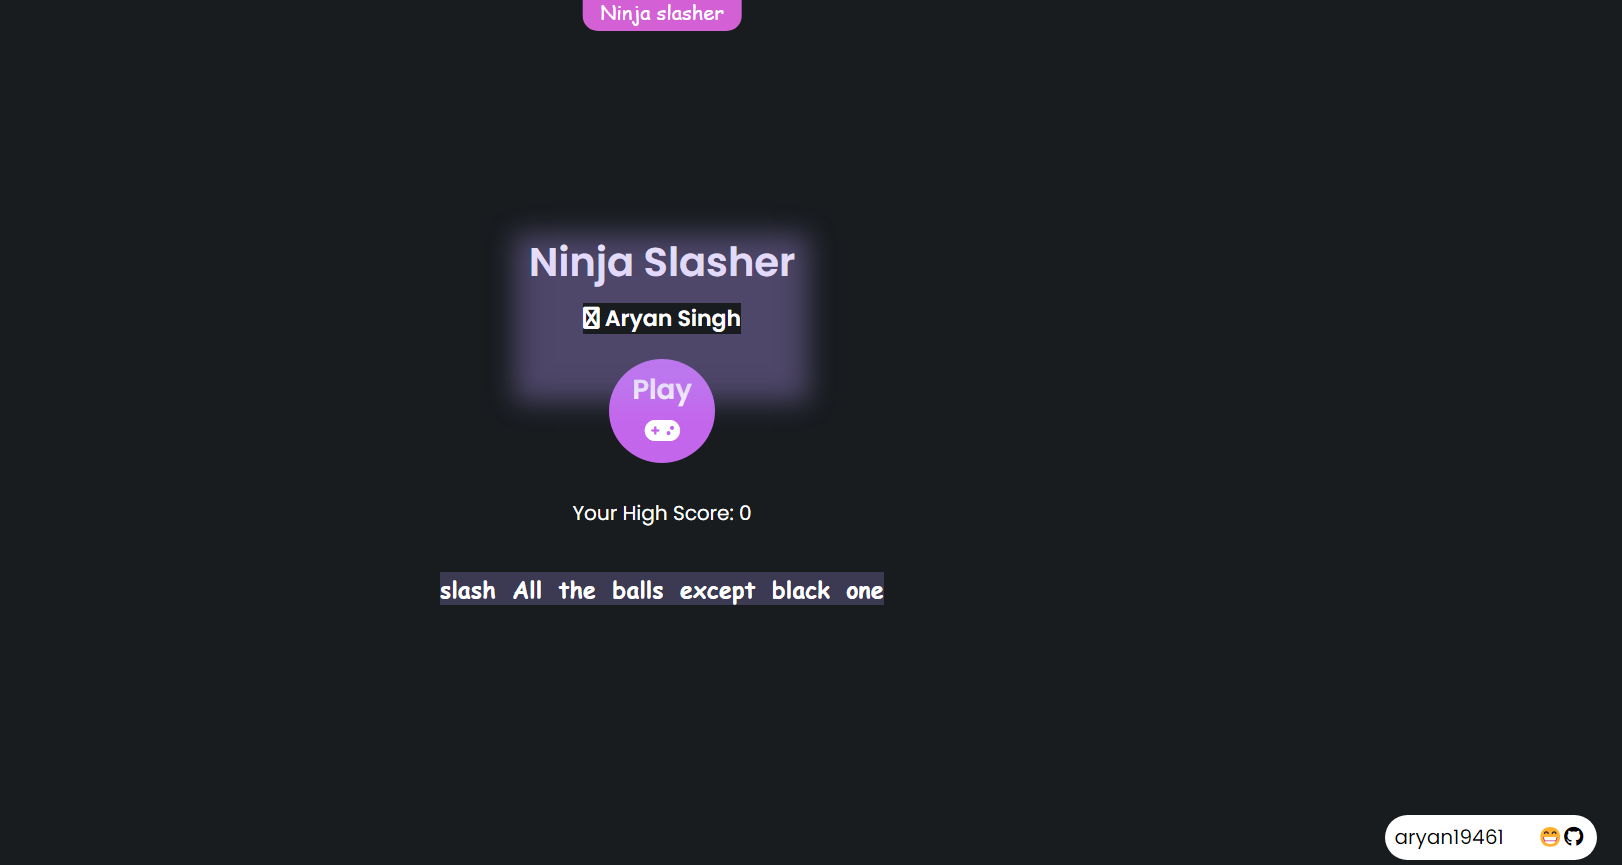 Ninja slasher
Ninja Slasher
Aryan Singh
Play
Your High Score: 0
slash All the balls except black one
aryan19461 😁